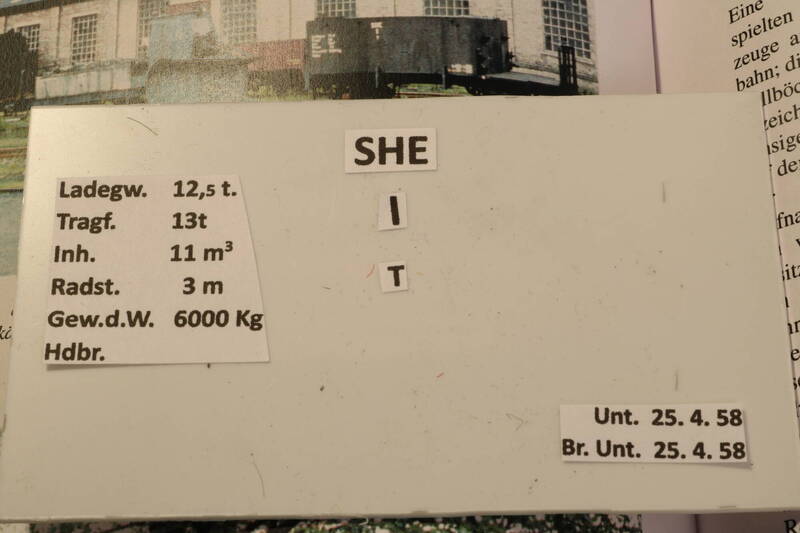 Eine
spielten
zeuge a
bahn; di
SHE
I
T
Ladegw. 12,5 t.
Tragf. 13t
Inh. 11 m³
Radst. 3 m
Gew.d.W. 6000 Kg
Hdbr.
Unt. 25. 4. 58
Br. Unt. 25. 4. 58